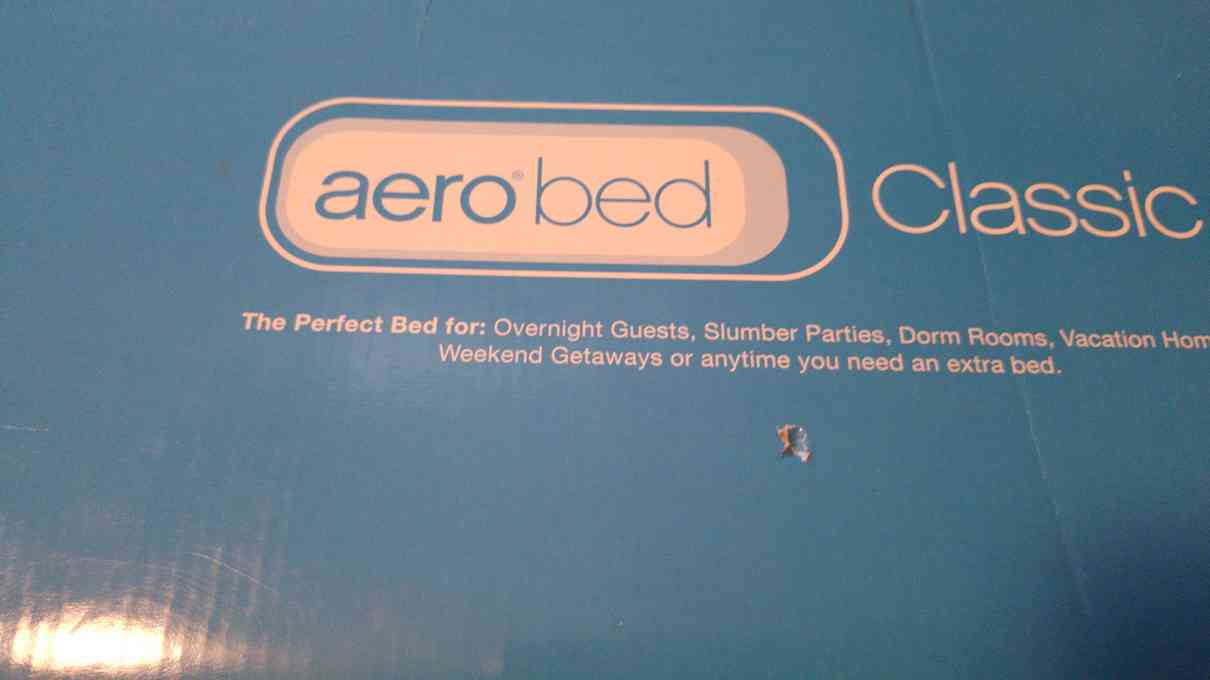 aero® bed Classic
The Perfect Bed for: Overnight Guests, Slumber Parties, Dorm Rooms, Vacation Hom
Weekend Getaways or anytime you need an extra bed.